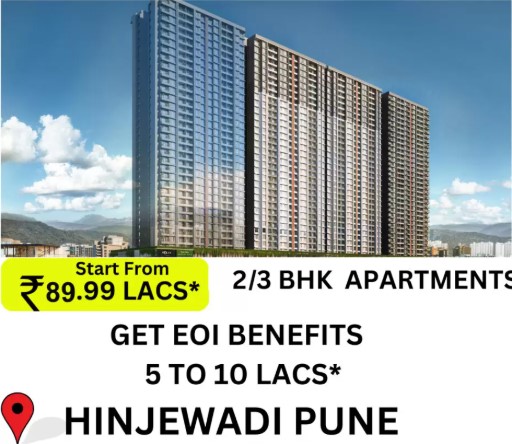 Start From
₹89.99 LACS*
2/3 BHK APARTMENTS
GET EOI BENEFITS
5 TO 10 LACS*
HINJEWADI PUNE